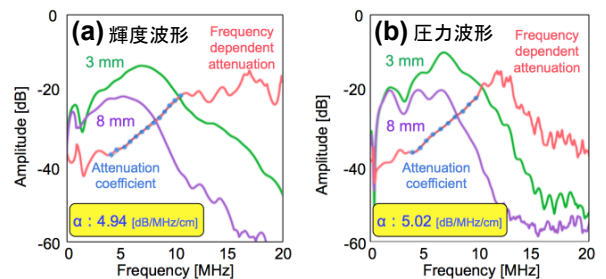 (a) 輝度波形
0
-20
-40
-60
Amplitude [dB]
3 mm
8 mm
Frequency
dependent
attenuation
Attenuation
coefficient
α : 4.94 [dB/MHz/cm]
0 5 10 15 20
Frequency [MHz]
(b) 圧力波形
0
-20
-40
-60
Amplitude [dB]
3 mm
8 mm
Frequency
dependent
attenuation
Attenuation
coefficient
α : 5.02 [dB/MHz/cm]
0 5 10 15 20
Frequency [MHz]